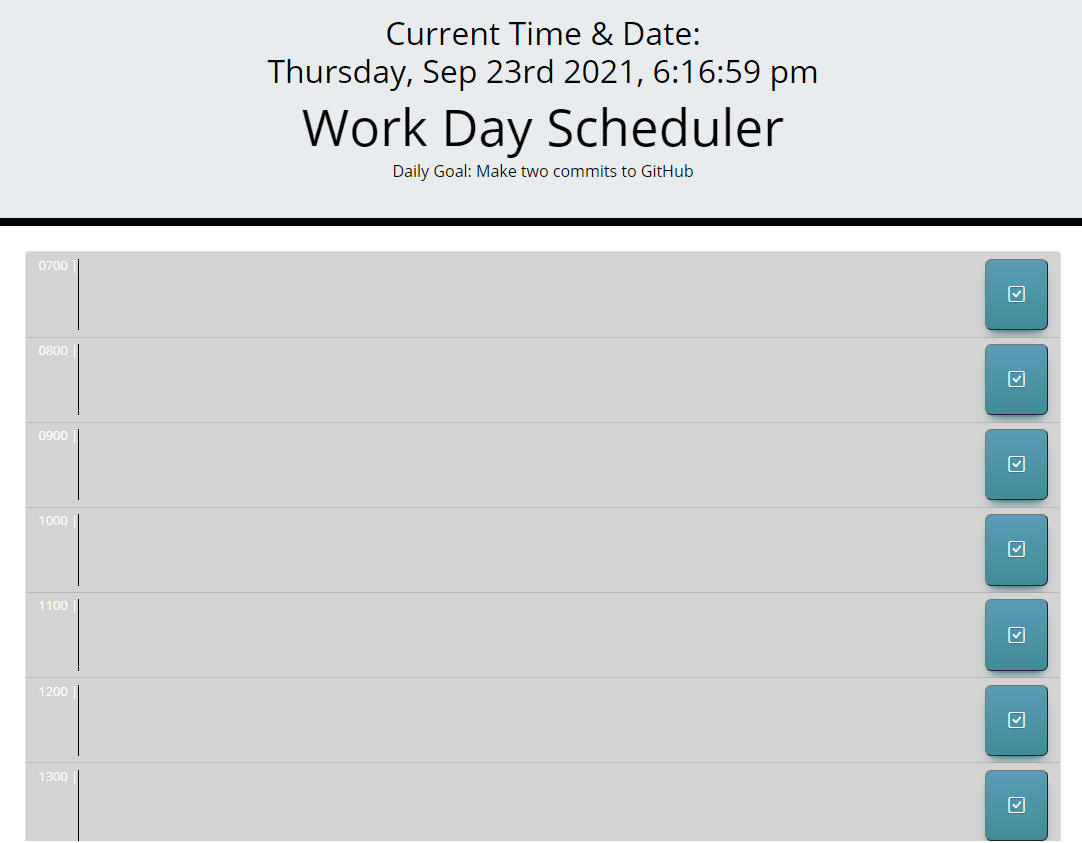 Current Time & Date:
Thursday, Sep 23rd 2021, 6:16:59 pm
Work Day Scheduler
Daily Goal: Make two commits to GitHub
0700 |
0800 |
0900 |
1000 |
1100 |
1200 |
1300 |